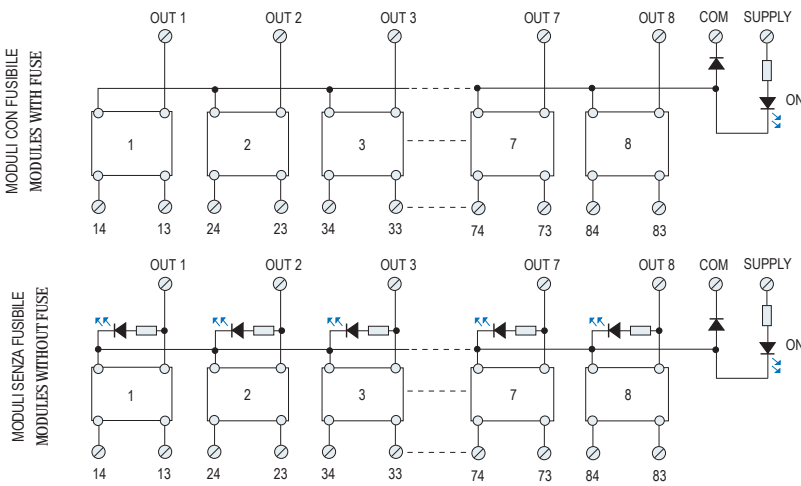 OUT 1 OUT 2 OUT 3 OUT 7 OUT 8 COM SUPPLY
MODULI CON FUSIBILE
MODULES WITH FUSE
ON
1 2 3 7 8
14 13 24 23 34 33 74 73 84 83
OUT 1 OUT 2 OUT 3 OUT 7 OUT 8 COM SUPPLY
MODULI SENZA FUSIBILE
MODULES WITHOUT FUSE
ON
1 2 3 7 8
14 13 24 23 34 33 74 73 84 83